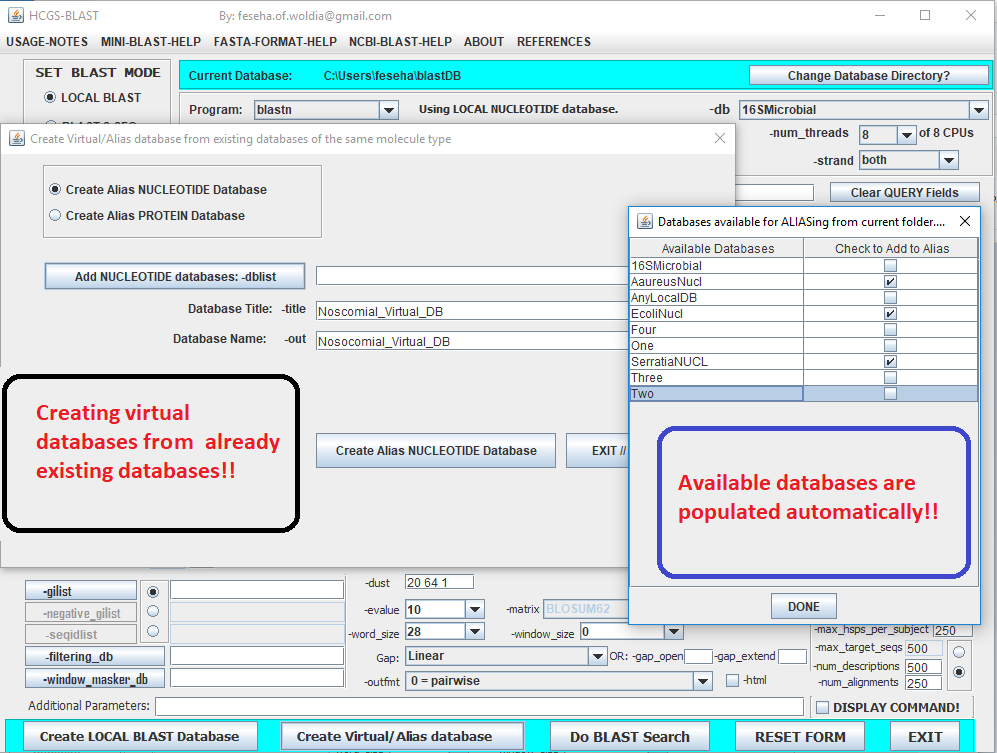 HCGS-BLAST By: feseha.of.woldia@gmail.com
USAGE-NOTES MINI-BLAST-HELP FASTA-FORMAT-HELP NCBI-BLAST-HELP ABOUT REFERENCES
SET BLAST MODE
LOCAL BLAST
Current Database: C:\Users\feseha\blastDB Change Database Directory?
Program: blastn Using LOCAL NUCLEOTIDE database. -db 16SMicrobial
-num_threads 8 of 8 CPUs
-strand both
Clear QUERY Fields
Create Virtual/Alias database from existing databases of the same molecule type
Create Alias NUCLEOTIDE Database
Create Alias PROTEIN Database
Add NUCLEOTIDE databases: -dblist
Database Title: -title Noscomial_Virtual_DB
Database Name: -out Nosocomial_Virtual_DB
Creating virtual
databases from already
existing databases!!
Create Alias NUCLEOTIDE Database EXIT //
Databases available for ALIASing from current folder....
Available Databases Check to Add to Alias
16SMicrobial
AaureusNucl
AnyLocalDB
EcoliNucl
Four
One
SerratiaNUCL
Three
Two
Available databases are
populated automatically!!
DONE
-gilist
-negative_gilist
-seqidlist
-filtering_db
-window_masker_db
-dust 20 64 1
-evalue 10 -matrix BLOSUM62
-word_size 28 -window_size 0
Gap: Linear OR: -gap_open -gap_extend
-outfmt 0 = pairwise -html
-max_hsps_per_subject 250
-max_target_seqs 500
-num_descriptions 500
-num_alignments 250
Additional Parameters: DISPLAY COMMAND!
Create LOCAL BLAST Database Create Virtual/Alias database Do BLAST Search RESET FORM EXIT